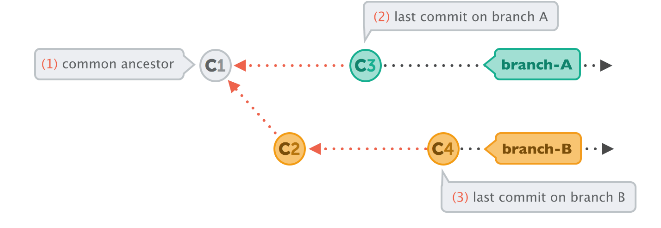 (2) last commit on branch A
(1) common ancestor
C1
C3
branch-A
C2
C4
branch-B
(3) last commit on branch B